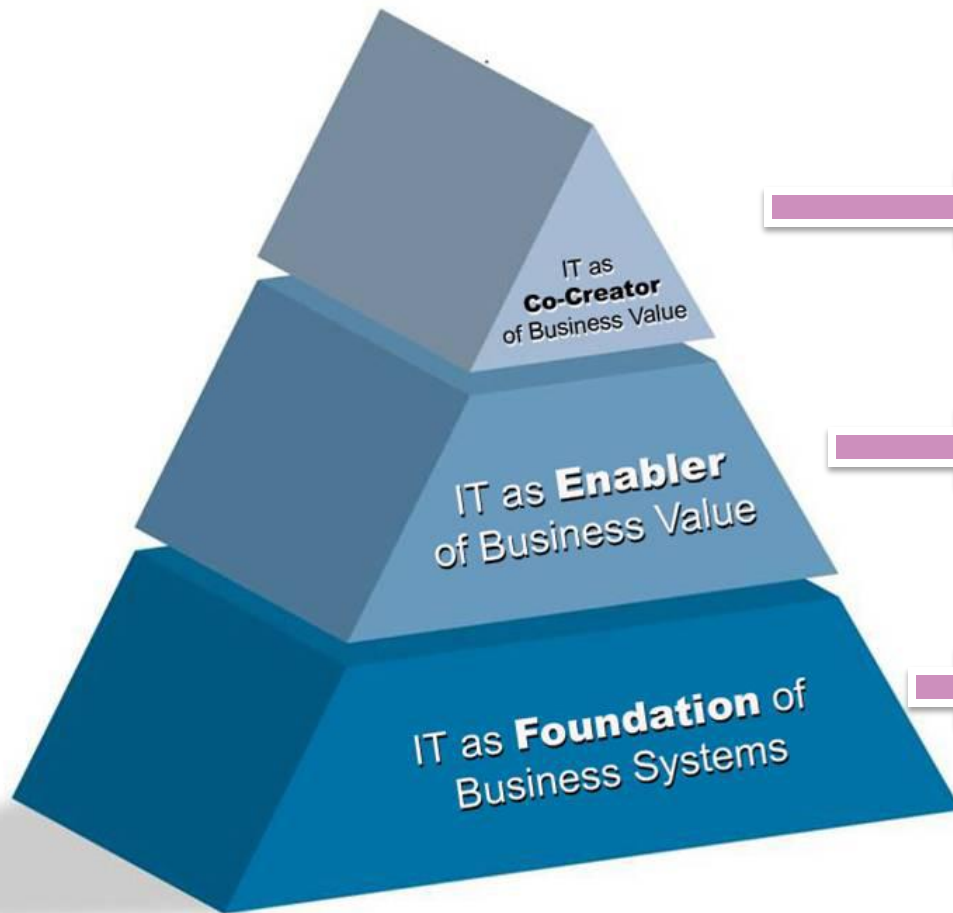 IT as
Co-Creator
of Business Value
IT as Enabler
of Business Value
IT as Foundation of
Business Systems